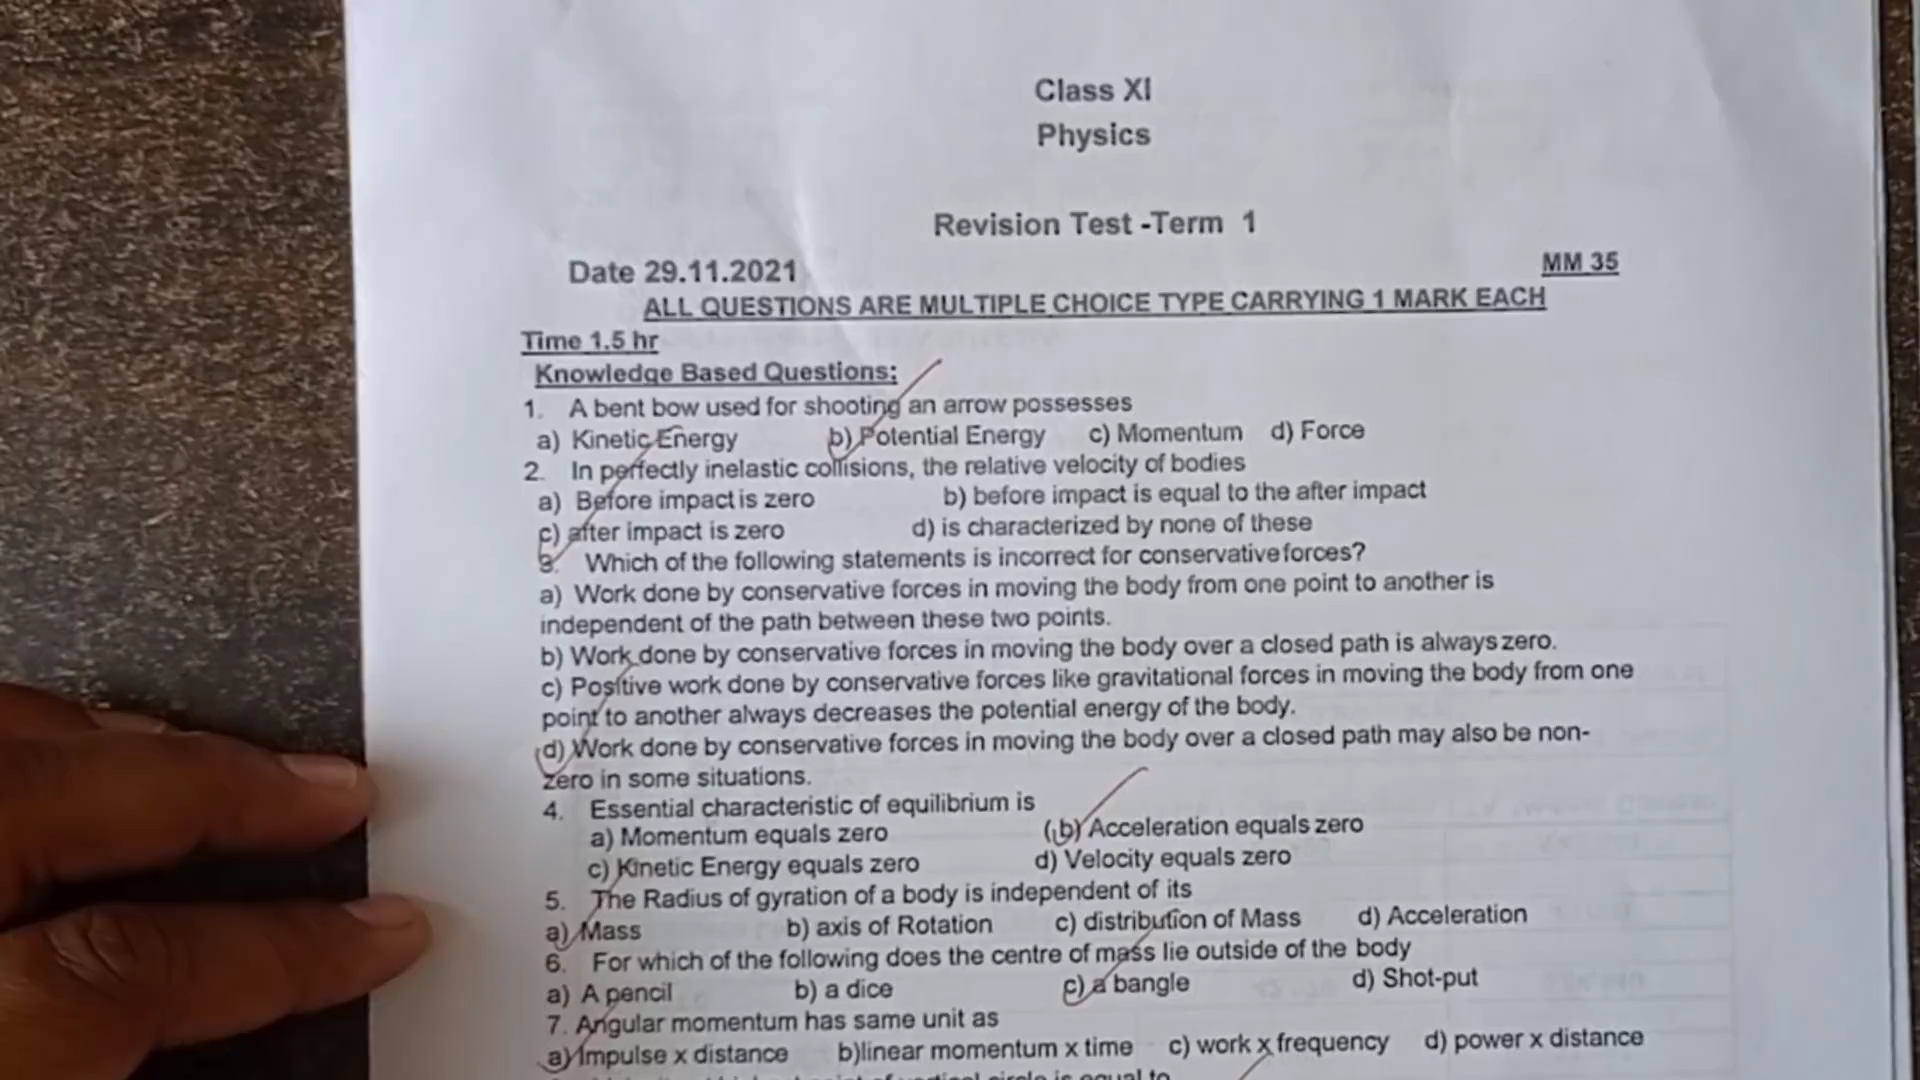 Class XI
Physics
Revision Test -Term 1
Date 29.11.2021
MM 35
ALL QUESTIONS ARE MULTIPLE CHOICE TYPE CARRYING 1 MARK EACH
Time 1.5 hr
Knowledge Based Questions:
1. A bent bow used for shooting an arrow possesses
a) Kinetic Energy b) Potential Energy c) Momentum d) Force
2. In perfectly inelastic collisions, the relative velocity of bodies
a) Before impact is zero b) before impact is equal to the after impact
c) after impact is zero d) is characterized by none of these
3. Which of the following statements is incorrect for conservative forces?
a) Work done by conservative forces in moving the body from one point to another is
independent of the path between these two points.
b) Work done by conservative forces in moving the body over a closed path is always zero.
c) Positive work done by conservative forces like gravitational forces in moving the body from one
point to another always decreases the potential energy of the body.
d) Work done by conservative forces in moving the body over a closed path may also be non-
zero in some situations.
4. Essential characteristic of equilibrium is
a) Momentum equals zero (b) Acceleration equals zero
c) Kinetic Energy equals zero d) Velocity equals zero
5. The Radius of gyration of a body is independent of its
a) Mass b) axis of Rotation c) distribution of Mass d) Acceleration
6. For which of the following does the centre of mass lie outside of the body
a) A pencil b) a dice c) a bangle d) Shot-put
7. Angular momentum has same unit as
a) Impulse x distance b)linear momentum x time c) work x frequency d) power x distance
of vertical circle is equal to